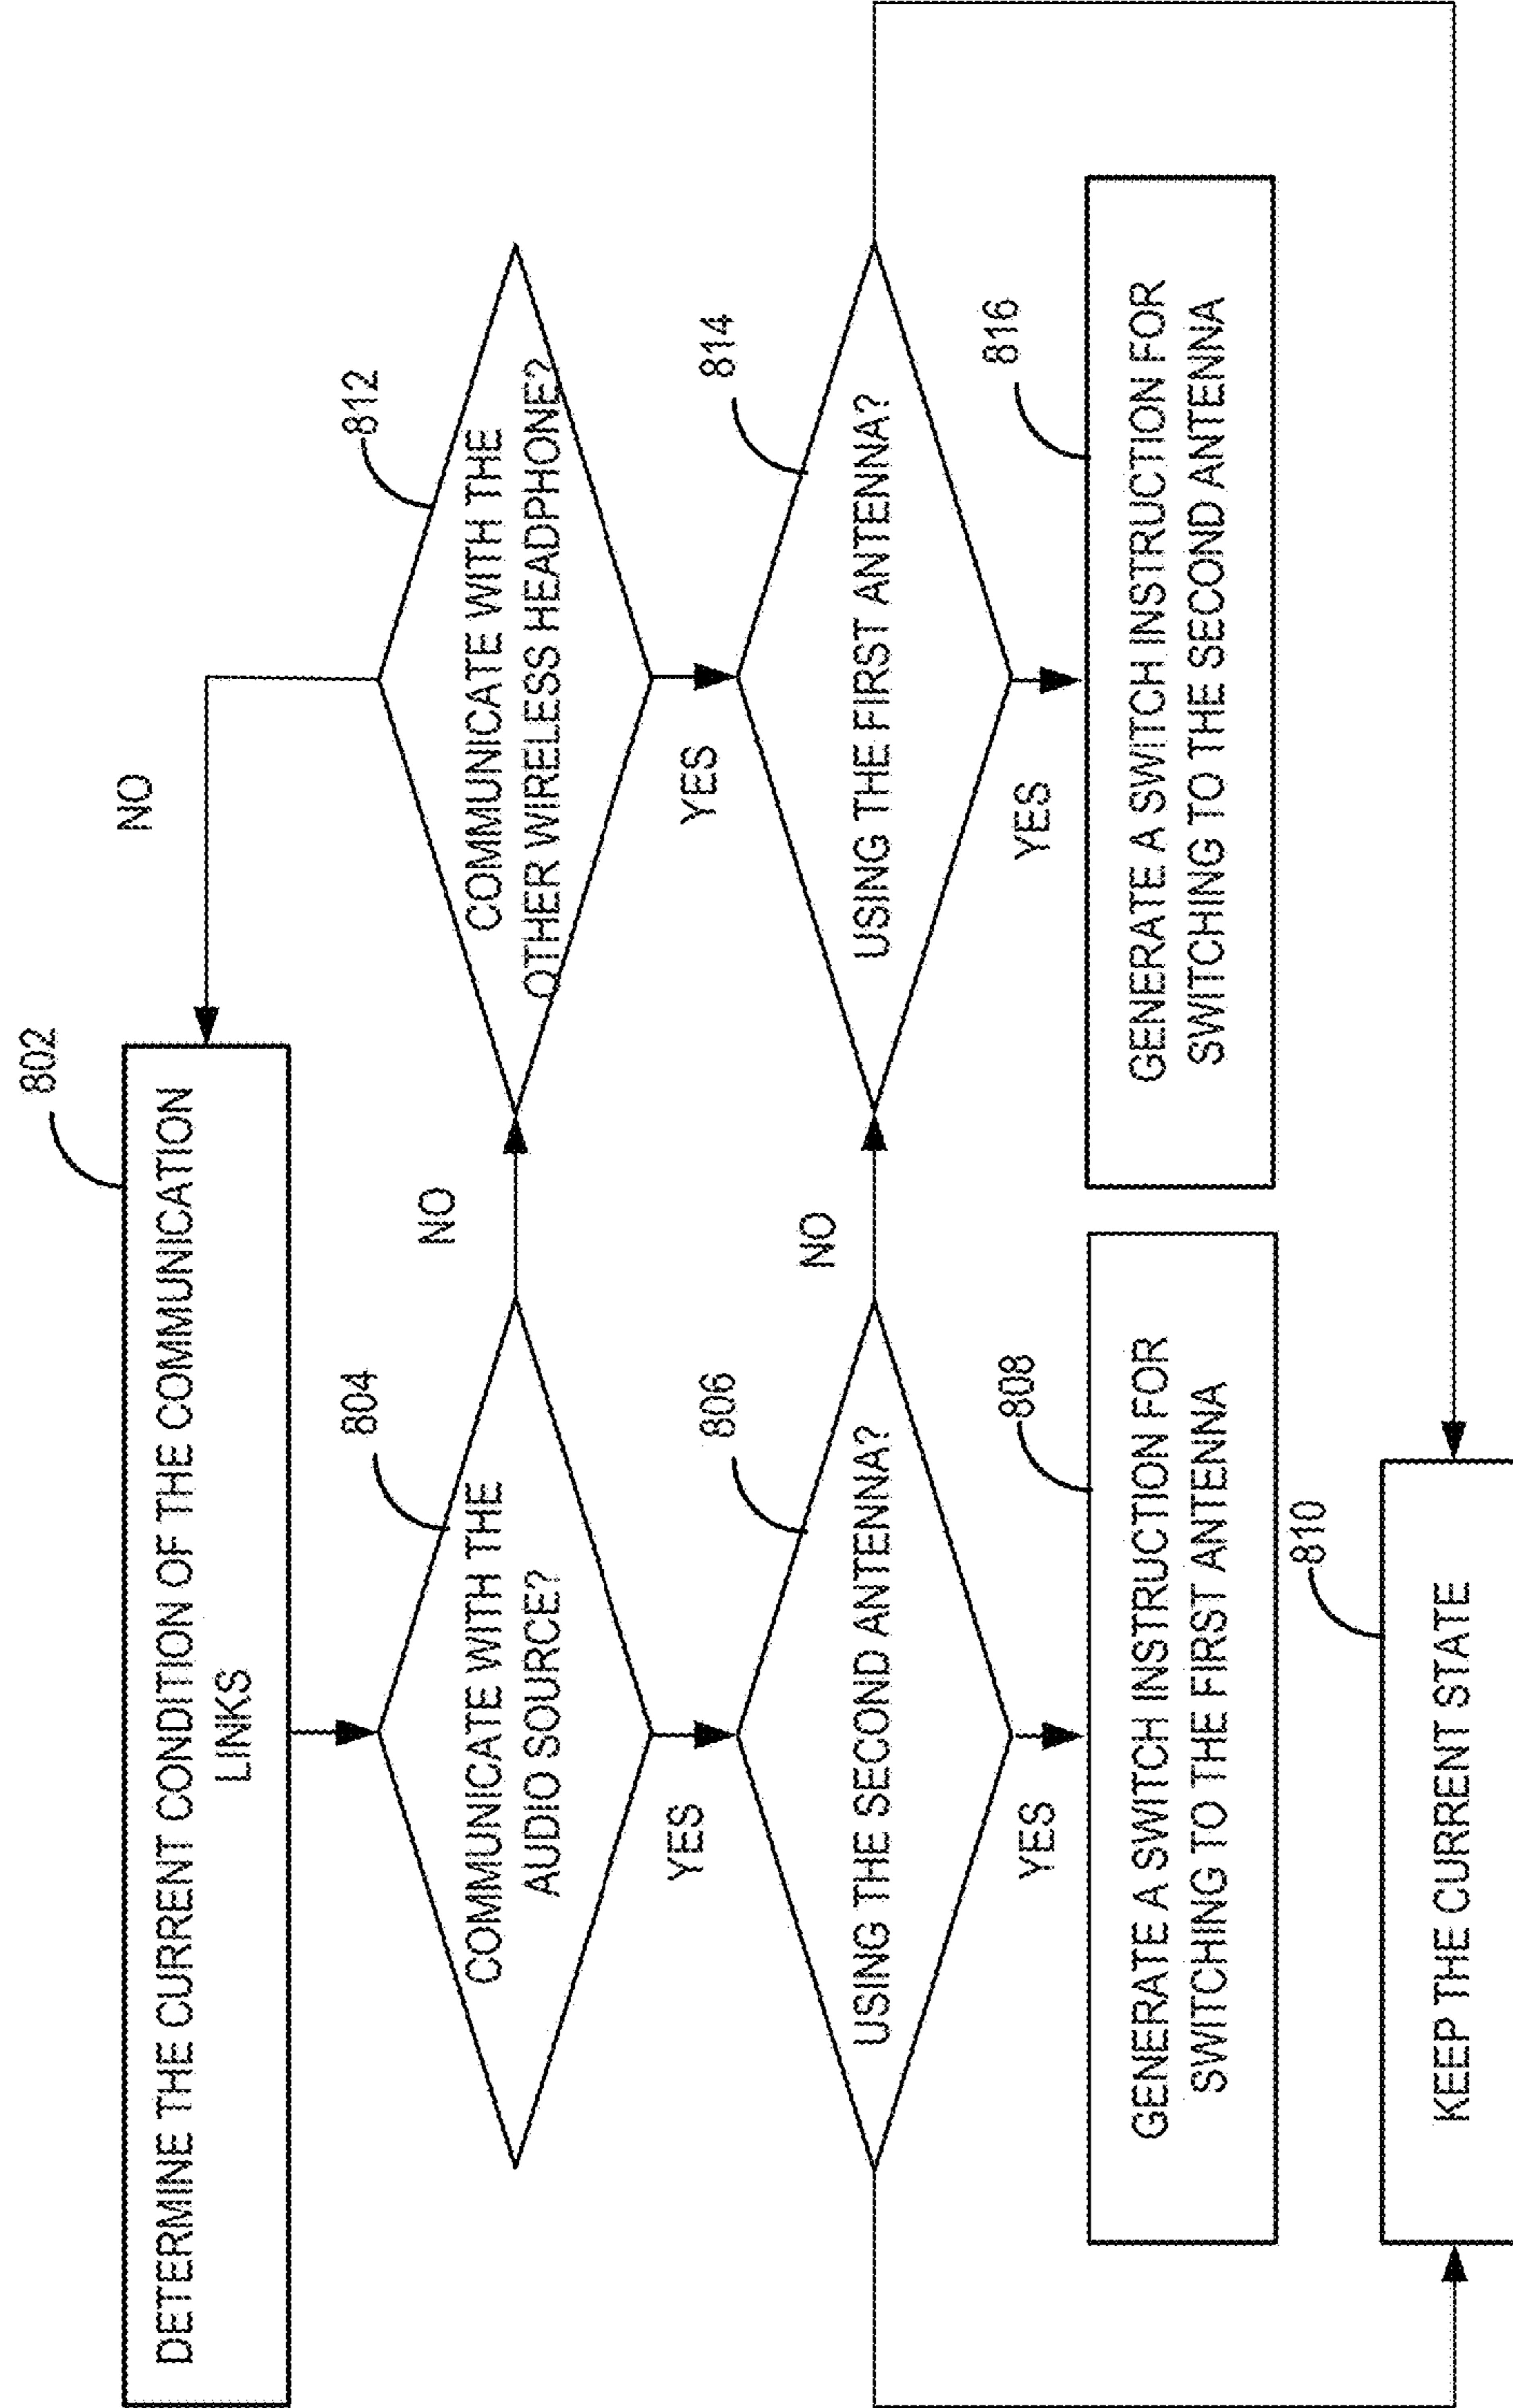 802
DETERMINE THE CURRENT CONDITION OF THE COMMUNICATION
LINKS
NO
804
COMMUNICATE WITH THE
AUDIO SOURCE?
NO
812
COMMUNICATE WITH THE
OTHER WIRELESS HEADPHONE?
YES
YES
806
USING THE SECOND ANTENNA?
NO
814
USING THE FIRST ANTENNA?
YES
YES
808
GENERATE A SWITCH INSTRUCTION FOR
SWITCHING TO THE FIRST ANTENNA
816
GENERATE A SWITCH INSTRUCTION FOR
SWITCHING TO THE SECOND ANTENNA
810
KEEP THE CURRENT STATE